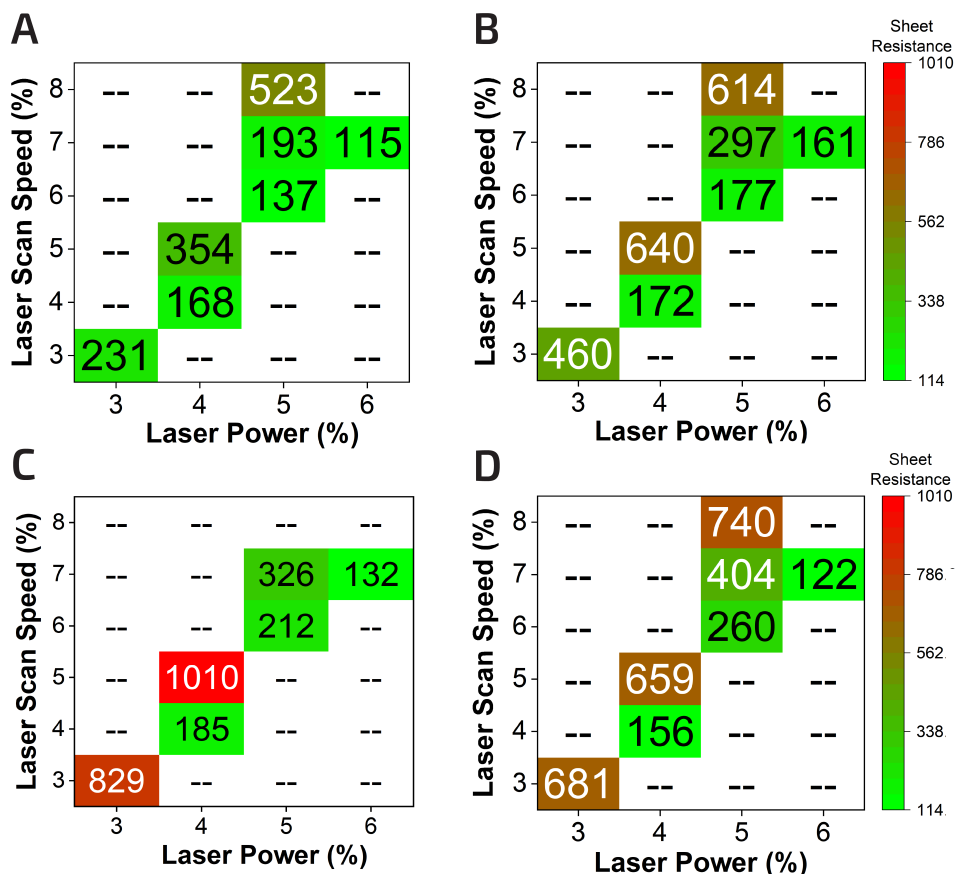 A
Laser Scan Speed (%)
8 -- -- 523 --
7 -- -- 193 115
6 -- -- 137 --
5 -- 354 -- --
4 -- 168 -- --
3 231 -- -- --
3 4 5 6
Laser Power (%)
B
Laser Scan Speed (%)
8 -- -- 614 --
7 -- -- 297 161
6 -- -- 177 --
5 -- 640 -- --
4 -- 172 -- --
3 460 -- -- --
3 4 5 6
Laser Power (%)
Sheet
Resistance
1010
786
562
338
114
C
Laser Scan Speed (%)
8 -- -- -- --
7 -- -- 326 132
6 -- -- 212 --
5 -- 1010 -- --
4 -- 185 -- --
3 829 -- -- --
3 4 5 6
Laser Power (%)
D
Laser Scan Speed (%)
8 -- -- 740 --
7 -- -- 404 122
6 -- -- 260 --
5 -- 659 -- --
4 -- 156 -- --
3 681 -- -- --
3 4 5 6
Laser Power (%)
Sheet
Resistance
1010
786
562
338
114